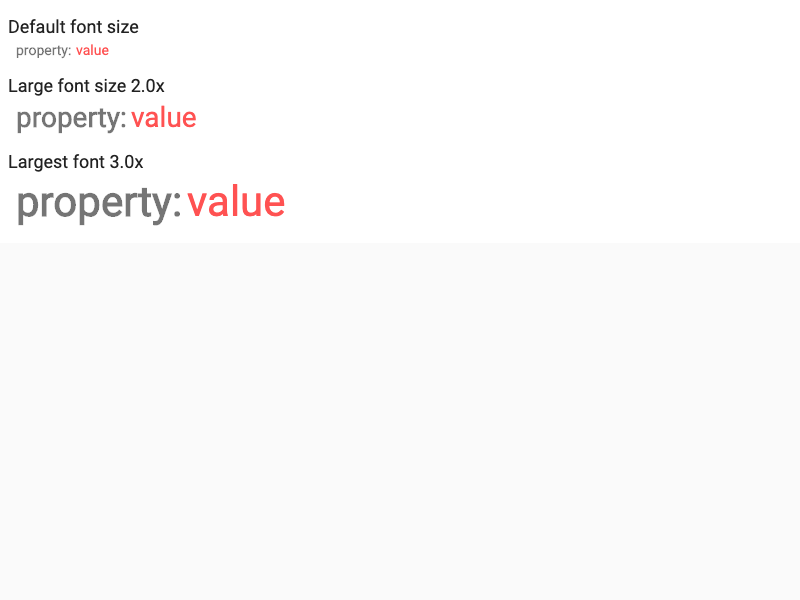 Default font size
property: value
Large font size 2.0x
property: value
Largest font 3.0x
property: value